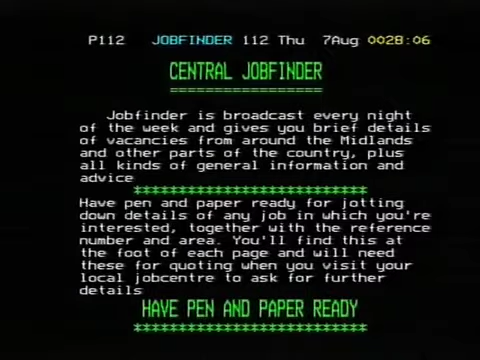 P112 JOBFINDER 112 Thu 7Aug 0028:06
CENTRAL JOBFINDER
=================
Jobfinder is broadcast every night
of the week and gives you brief details
of vacancies from around the Midlands
and other parts of the country, plus
all kinds of general information and
advice
**************************
Have pen and paper ready for jotting
down details of any job in which you're
interested, together with the reference
number and area. You'll find this at
the foot of each page and will need
these for quoting when you visit your
local jobcentre to ask for further
details
HAVE PEN AND PAPER READY
**************************